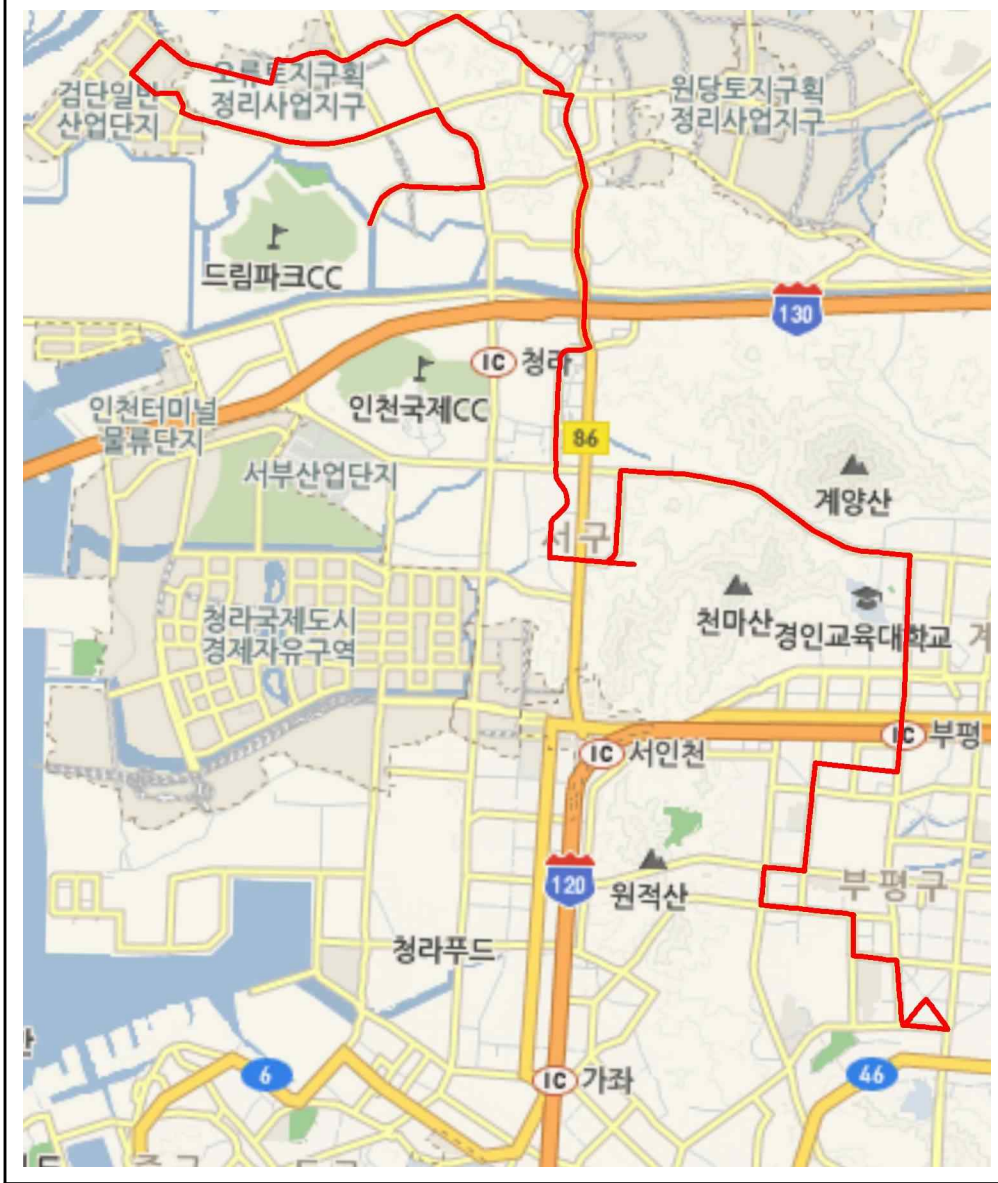 오류토지구획
정리사업지구
검단일반
산업단지
원당토지구획
정리사업지구
드림파크CC
130
IC 청라
인천국제CC
인천터미널
물류단지
86
서부산업단지
계양산
서구
천마산
경인교육대학교
계
청라국제도시
경제자유구역
IC 부평
IC 서인천
120
원적산
부평구
청라푸드
6
IC 가좌
46